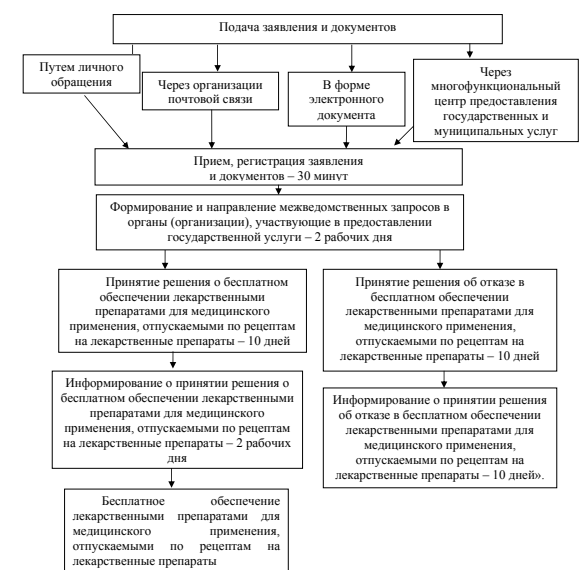 Подача заявления и документов
Путем личного
обращения
Через организации
почтовой связи
В форме
электронного
документа
Через
многофункциональный
центр предоставления
государственных и
муниципальных услуг
Прием, регистрация заявления
и документов – 30 минут
Формирование и направление межведомственных запросов в
органы (организации), участвующие в предоставлении
государственной услуги – 2 рабочих дня
Принятие решения о бесплатном
обеспечении лекарственными
препаратами для медицинского
применения, отпускаемыми по рецептам
на лекарственные препараты – 10 дней
Принятие решения об отказе в
бесплатном обеспечении
лекарственными препаратами для
медицинского применения,
отпускаемыми по рецептам на
лекарственные препараты – 10 дней
Информирование о принятии решения о
бесплатном обеспечении лекарственными
препаратами для медицинского
применения, отпускаемыми по рецептам
на лекарственные препараты – 2 рабочих
дня
Информирование о принятии решения
об отказе в бесплатном обеспечении
лекарственными препаратами для
медицинского применения,
отпускаемыми по рецептам на
лекарственные препараты – 10 дней».
Бесплатное обеспечение
лекарственными препаратами для
медицинского применения,
отпускаемыми по рецептам на
лекарственные препараты